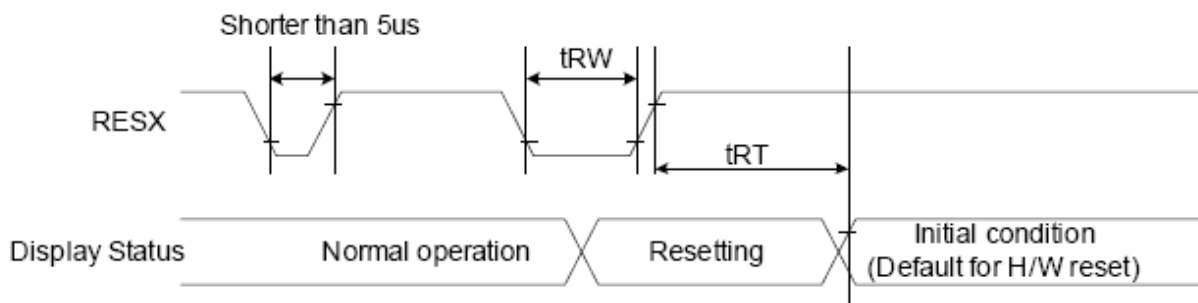 Shorter than 5us
tRW
RESX
tRT
Display Status
Normal operation
Resetting
Initial condition
(Default for H/W reset)